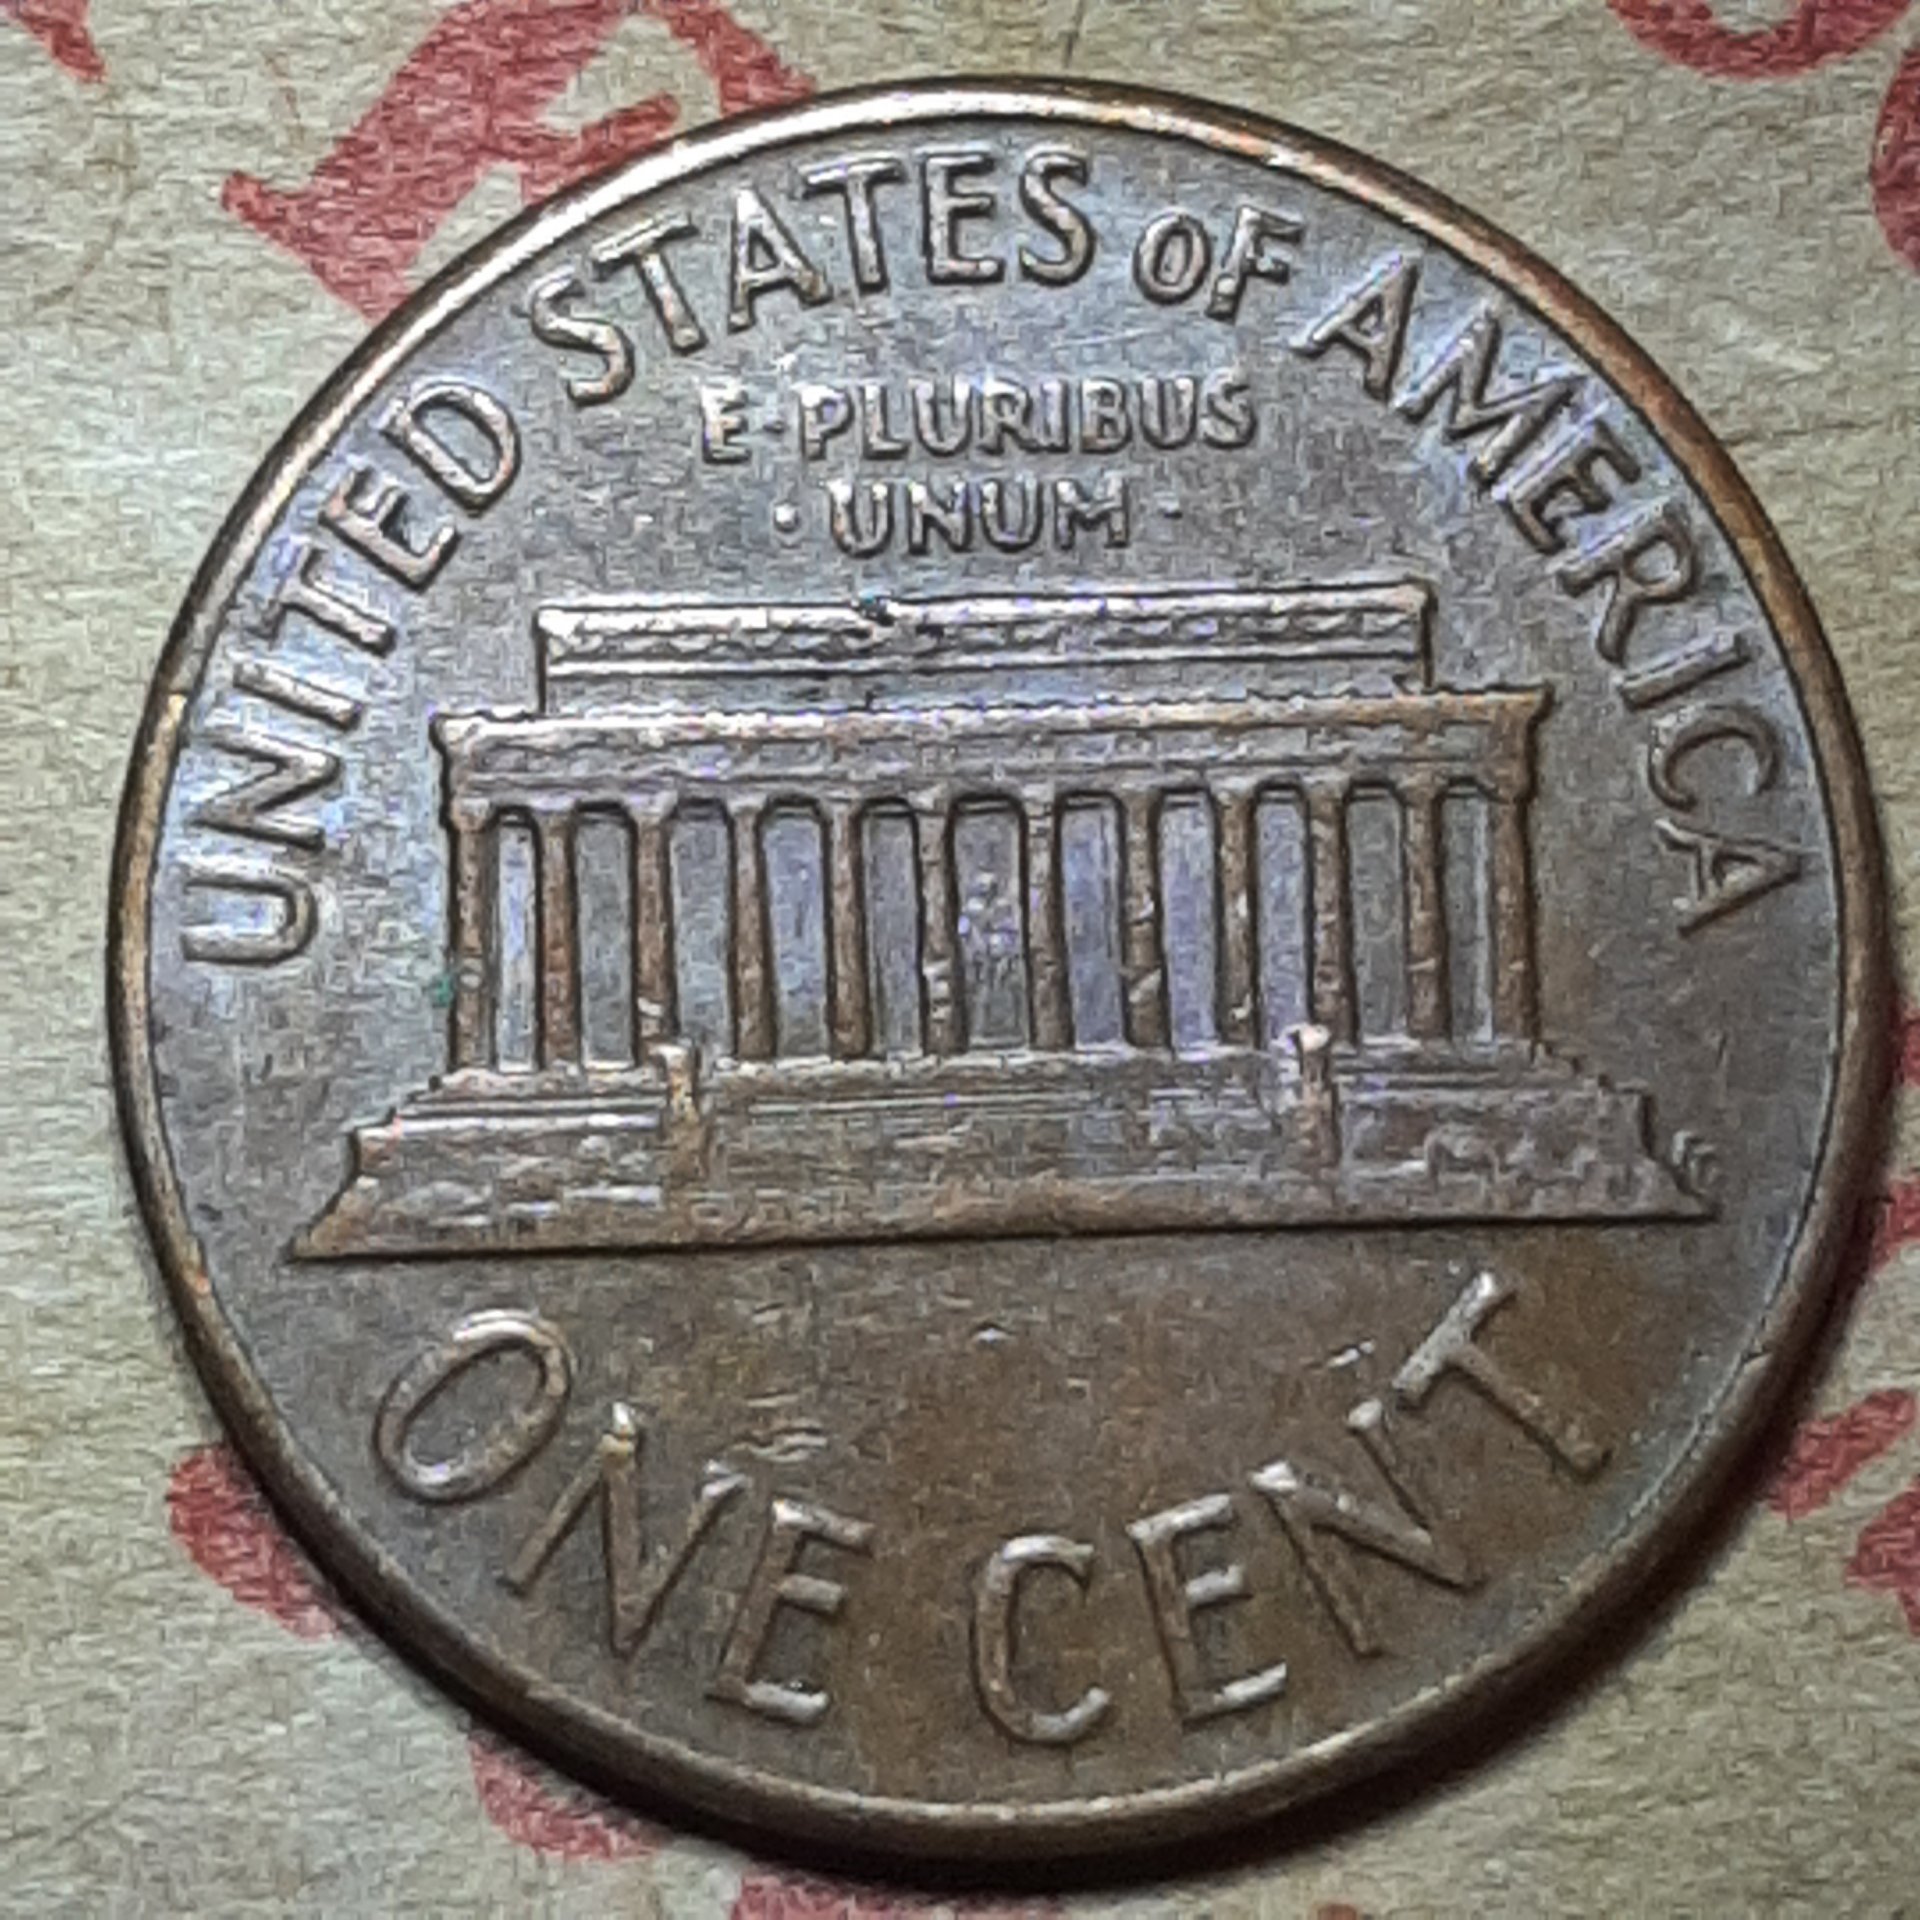 UNITED STATES OF AMERICA
E·PLURIBUS
·UNUM·
ONE CENT